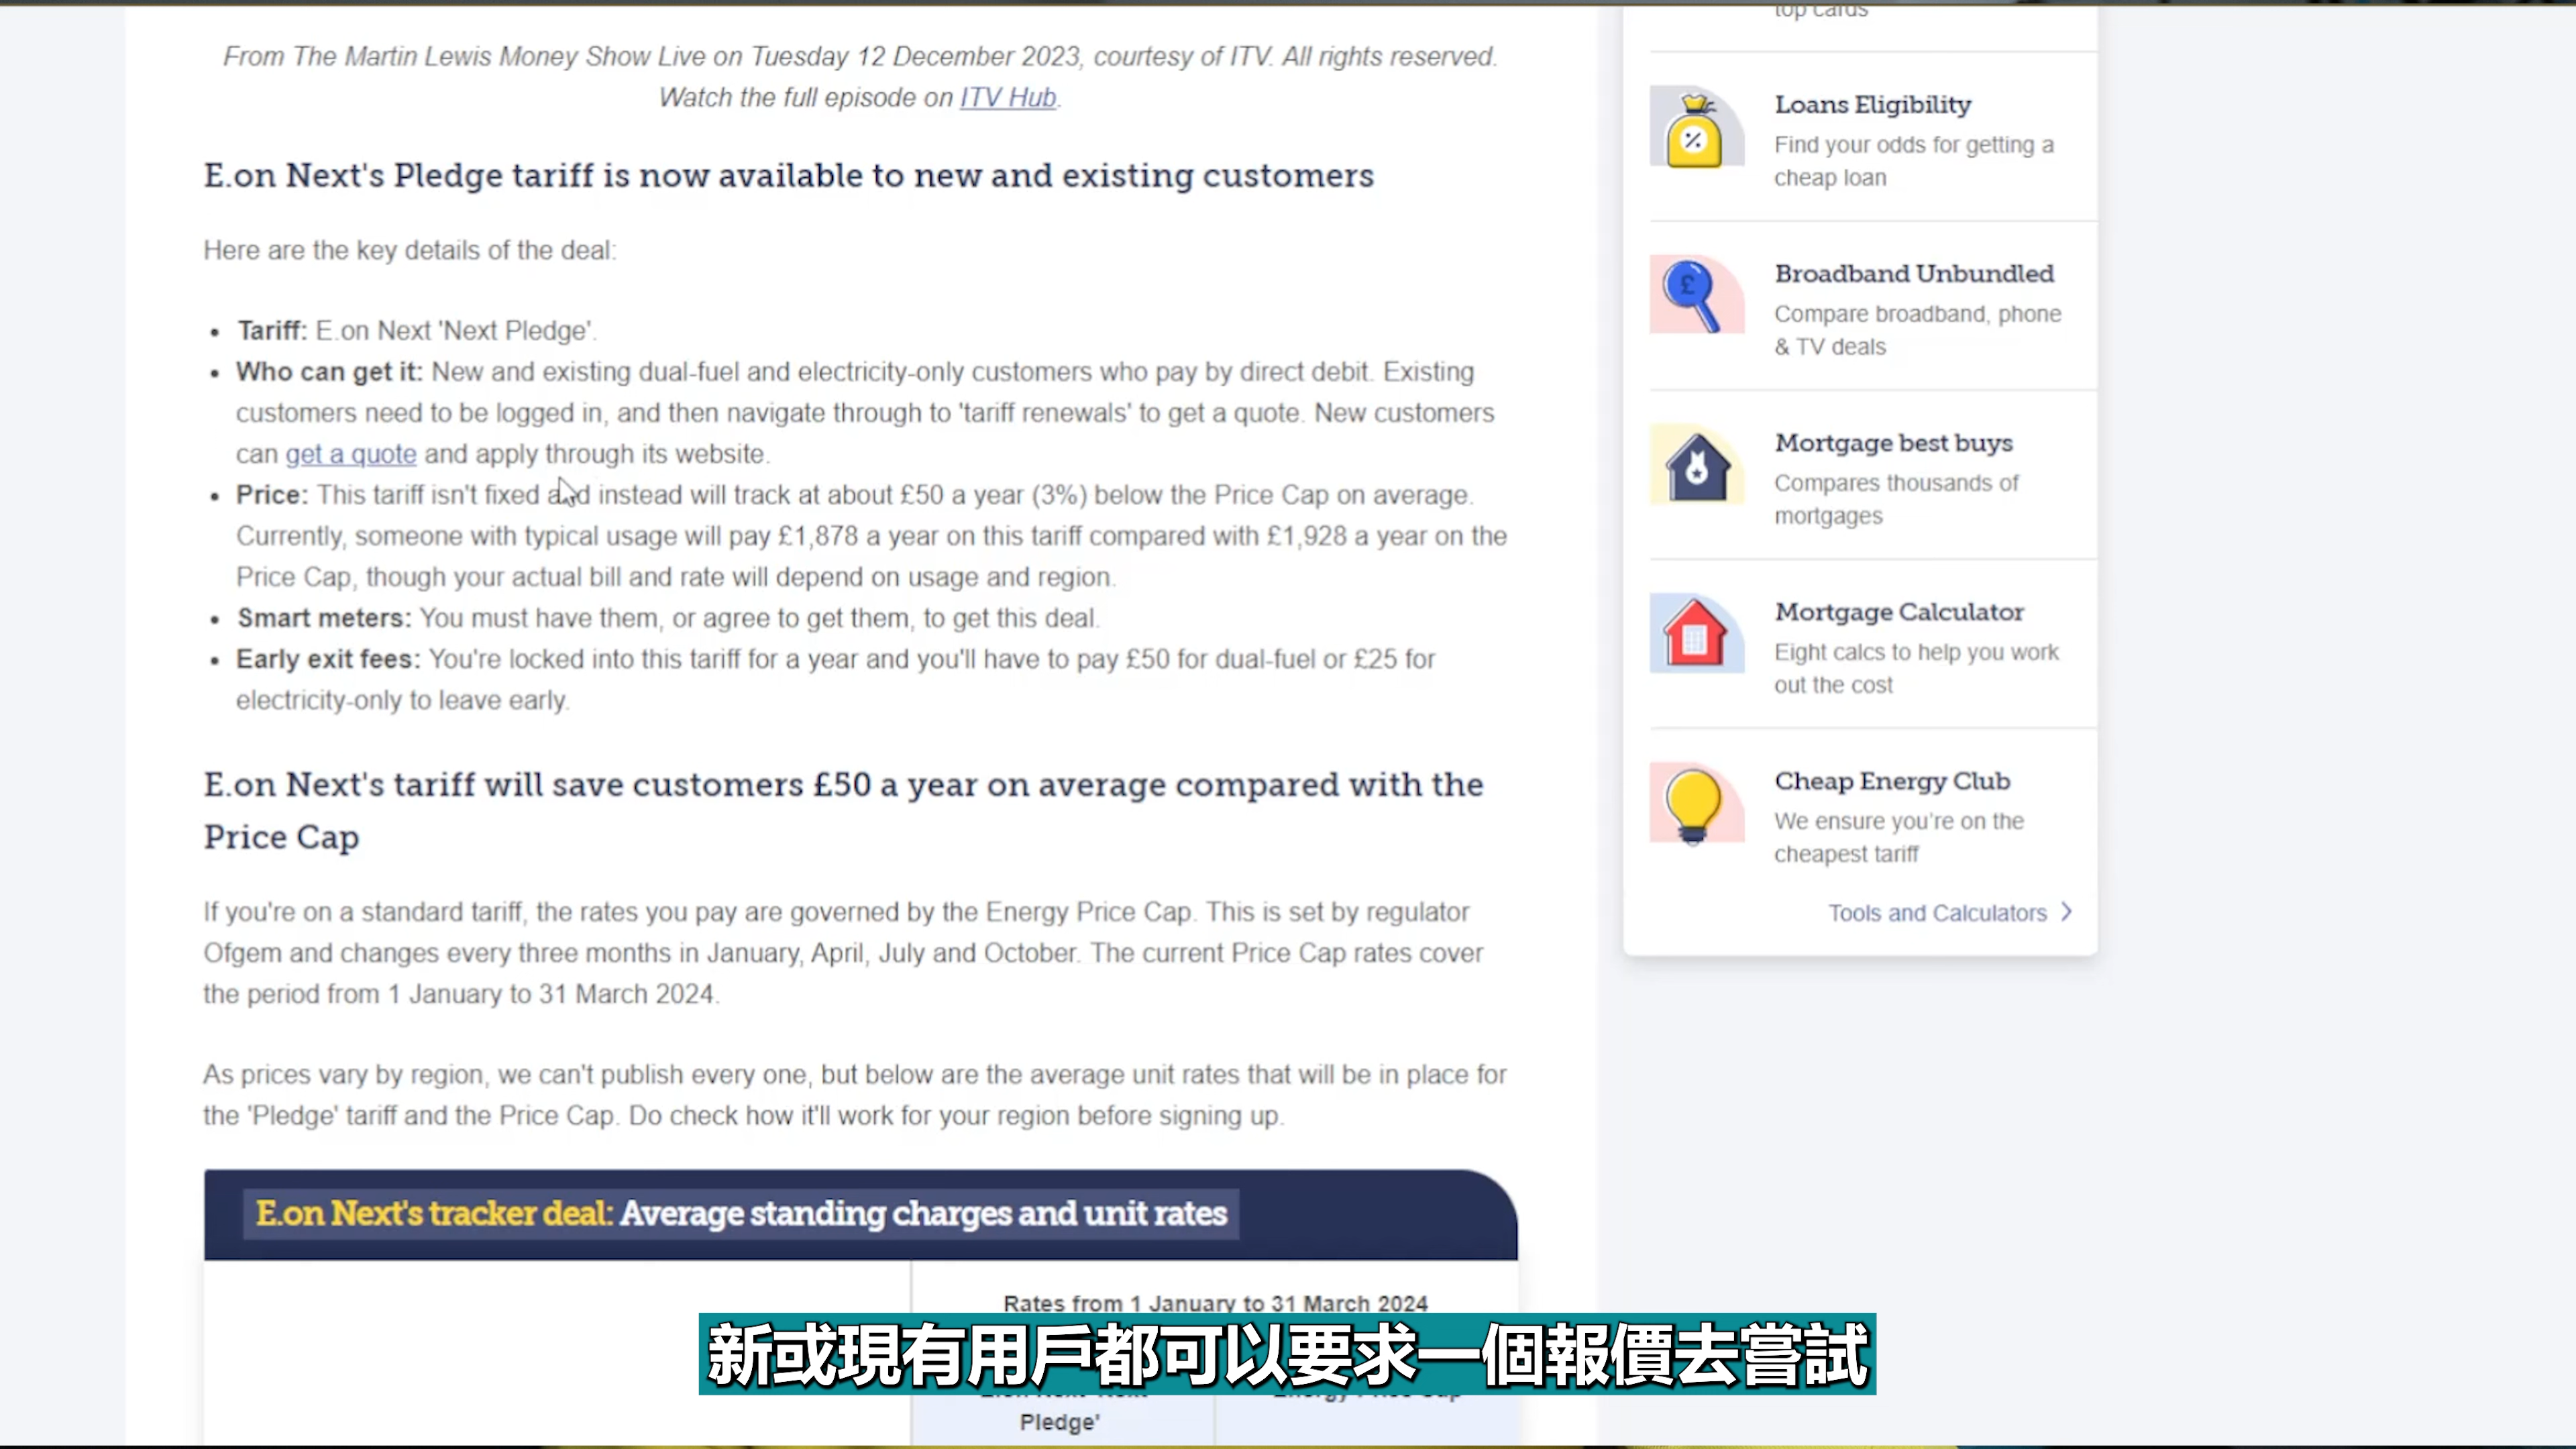 From The Martin Lewis Money Show Live on Tuesday 12 December 2023, courtesy of ITV. All rights reserved.
Watch the full episode on ITV Hub.
E.on Next's Pledge tariff is now available to new and existing customers
Here are the key details of the deal:
• Tariff: E.on Next 'Next Pledge'.
• Who can get it: New and existing dual-fuel and electricity-only customers who pay by direct debit. Existing
customers need to be logged in, and then navigate through to 'tariff renewals' to get a quote. New customers
can get a quote and apply through its website.
• Price: This tariff isn't fixed and instead will track at about £50 a year (3%) below the Price Cap on average.
Currently, someone with typical usage will pay £1,878 a year on this tariff compared with £1,928 a year on the
Price Cap, though your actual bill and rate will depend on usage and region.
• Smart meters: You must have them, or agree to get them, to get this deal.
• Early exit fees: You're locked into this tariff for a year and you'll have to pay £50 for dual-fuel or £25 for
electricity-only to leave early.
E.on Next's tariff will save customers £50 a year on average compared with the
Price Cap
If you're on a standard tariff, the rates you pay are governed by the Energy Price Cap. This is set by regulator
Ofgem and changes every three months in January, April, July and October. The current Price Cap rates cover
the period from 1 January to 31 March 2024.
As prices vary by region, we can't publish every one, but below are the average unit rates that will be in place for
the 'Pledge' tariff and the Price Cap. Do check how it'll work for your region before signing up.
E.on Next's tracker deal: Average standing charges and unit rates
Rates from 1 January to 31 March 2024
Pledge'
新或現有用戶都可以要求一個報價去嘗試
top cards
Loans Eligibility
Find your odds for getting a
cheap loan
Broadband Unbundled
Compare broadband, phone
& TV deals
Mortgage best buys
Compares thousands of
mortgages
Mortgage Calculator
Eight calcs to help you work
out the cost
Cheap Energy Club
We ensure you're on the
cheapest tariff
Tools and Calculators >